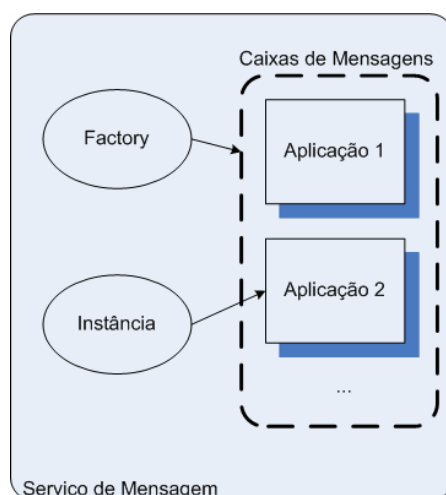 Caixas de Mensagens
Factory
Aplicação 1
Instância
Aplicação 2
...
Serviço de Mensagem